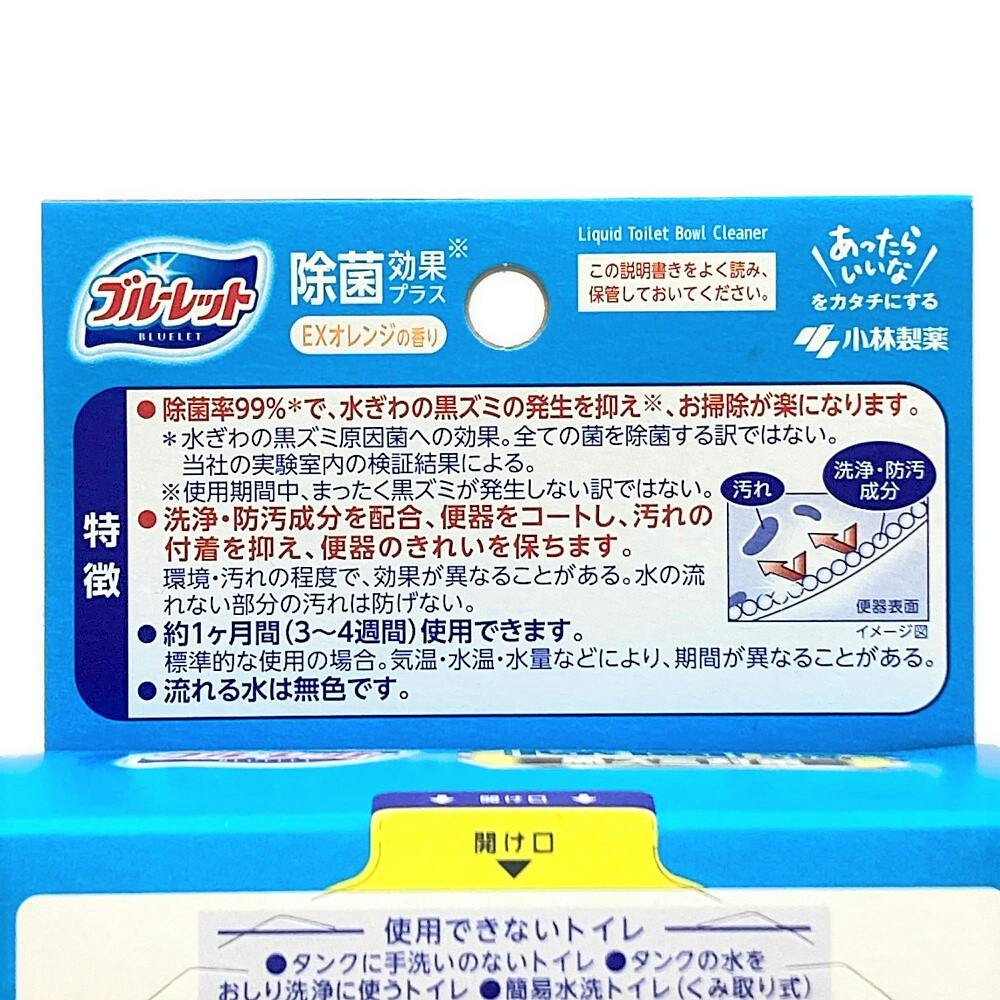 ブルーレット
BLUELET
除菌効果プラス※
EXオレンジの香り
Liquid Toilet Bowl Cleaner
この説明書きをよく読み、
保管しておいてください。
あったら
いいな
をカタチにする
小林製薬
特徴
●除菌率99%＊で、水ぎわの黒ズミの発生を抑え※、お掃除が楽になります。
＊水ぎわの黒ズミ原因菌への効果。全ての菌を除菌する訳ではない。
当社の実験室内の検証結果による。
※使用期間中、まったく黒ズミが発生しない訳ではない。
●洗浄・防汚成分を配合、便器をコートし、汚れの
付着を抑え、便器のきれいを保ちます。
環境・汚れの程度で、効果が異なることがある。水の流
れない部分の汚れは防げない。
汚れ
洗浄・防汚
成分
便器表面
イメージ図
●約1ヶ月間（3～4週間）使用できます。
標準的な使用の場合。気温・水温・水量などにより、期間が異なることがある。
●流れる水は無色です。
開け口
開け口
使用できないトイレ
●タンクに手洗いのないトイレ ●タンクの水を
おしり洗浄に使うトイレ ●簡易水洗トイレ（くみ取り式）